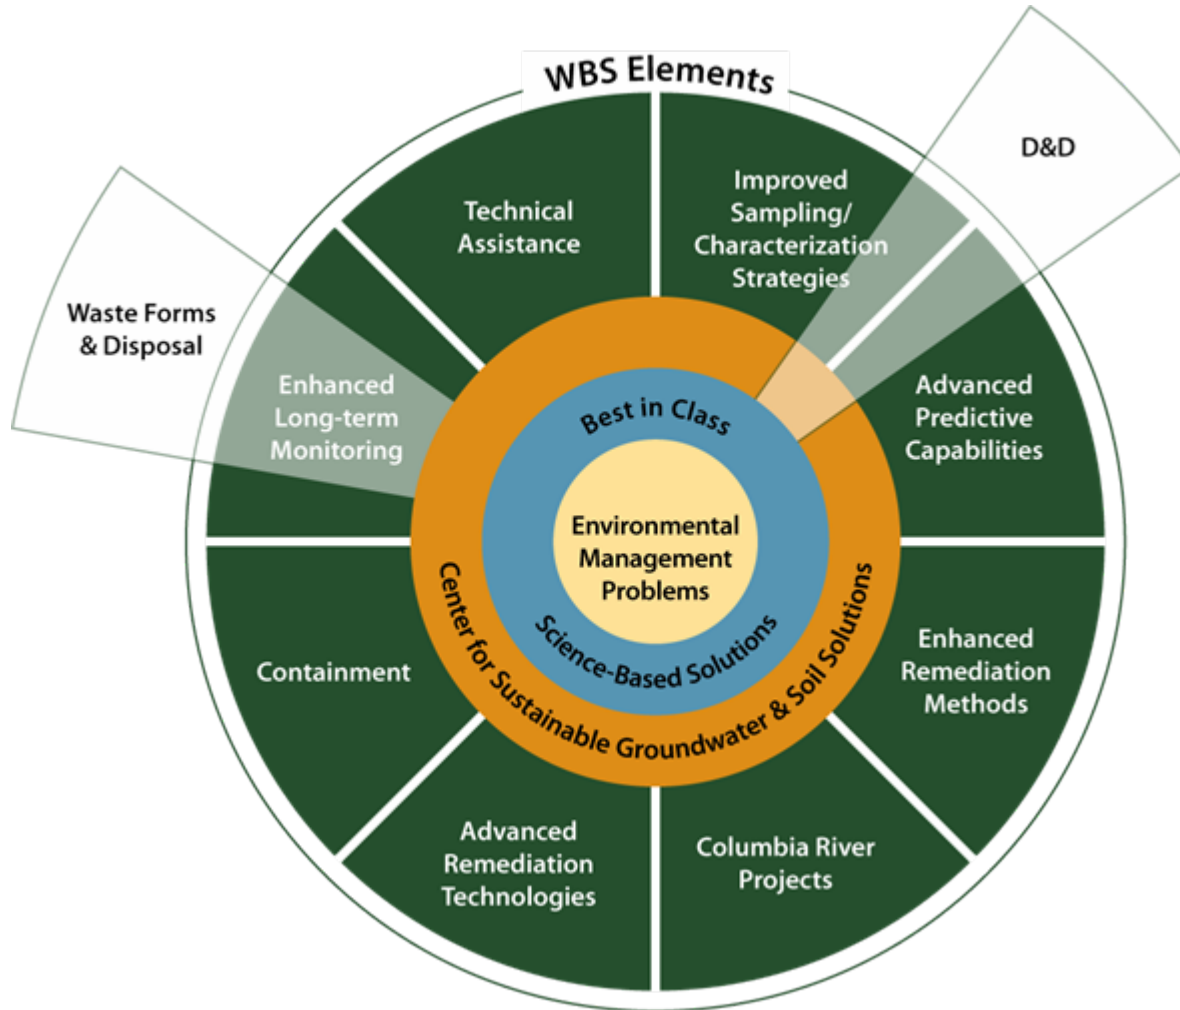 WBS Elements
D&D
Improved
Sampling/
Characterization
Strategies
Technical
Assistance
Waste Forms
& Disposal
Enhanced
Long-term
Monitoring
Advanced
Predictive
Capabilities
Best in Class
Environmental
Management
Problems
Science-Based Solutions
Center for Sustainable Groundwater & Soil Solutions
Containment
Enhanced
Remediation
Methods
Advanced
Remediation
Technologies
Columbia River
Projects